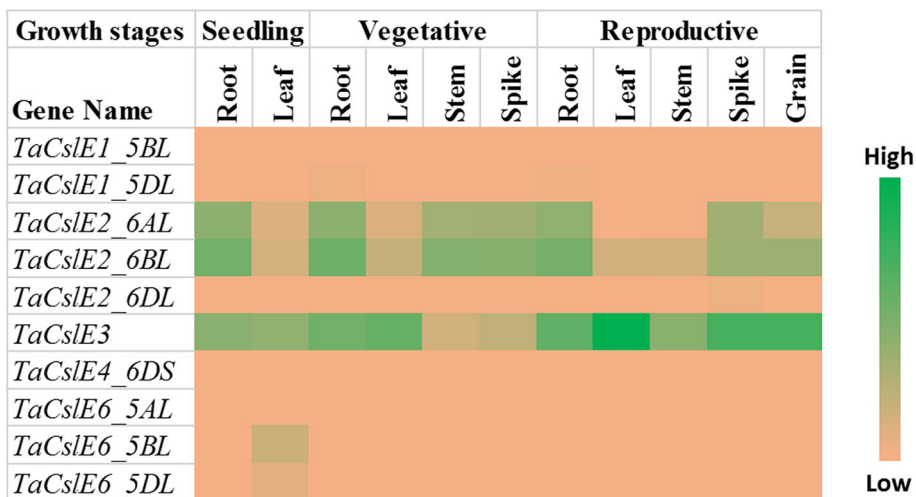 Growth stages Seedling Vegetative Reproductive
Gene Name Root Leaf Root Leaf Stem Spike Root Leaf Stem Spike Grain
TaCslE1_5BL
TaCslE1_5DL
TaCslE2_6AL
TaCslE2_6BL
TaCslE2_6DL
TaCslE3
TaCslE4_6DS
TaCslE6_5AL
TaCslE6_5BL
TaCslE6_5DL
High
Low